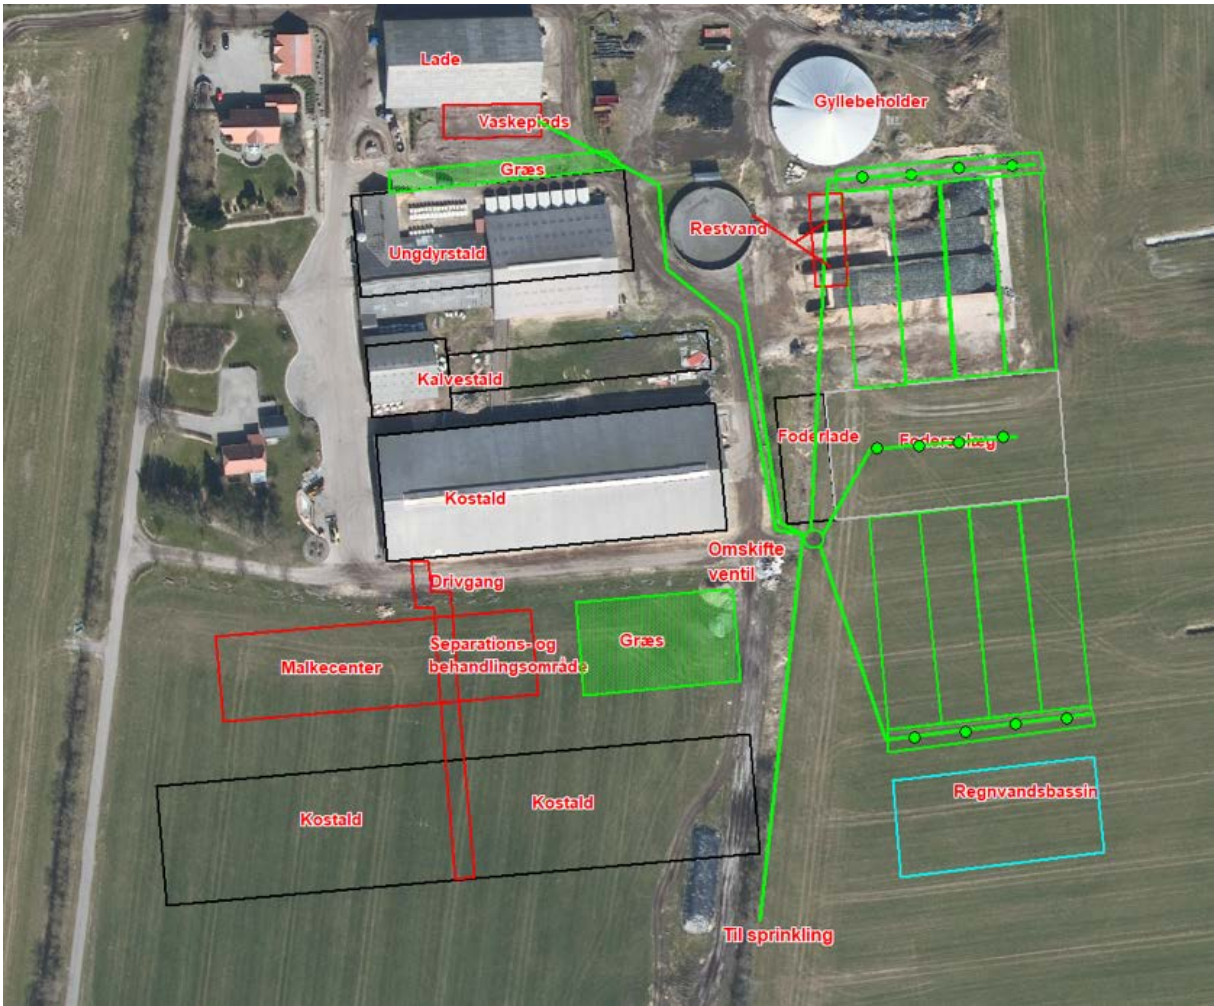 Lade
Vaskeplads
Gyllebeholder
Græs
Restvand
Ungdyrstald
Kalvestald
Foderlade
Foderanlæg
Kostald
Omskifte
ventil
Drivgang
Separations- og
behandlingsområde
Græs
Malkecenter
Regnvandsbassin
Kostald
Kostald
Til sprinkling